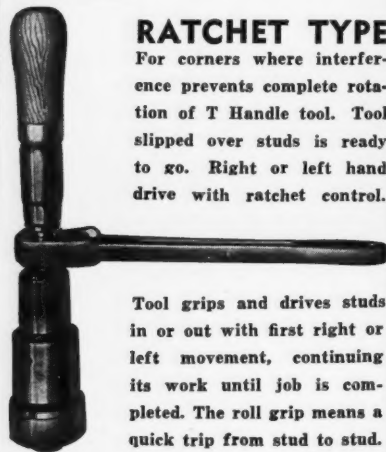 RATCHET TYPE
For corners where interfer-
ence prevents complete rota-
tion of T Handle tool. Tool
slipped over studs is ready
to go. Right or left hand
drive with ratchet control.
Tool grips and drives studs
in or out with first right or
left movement, continuing
its work until job is com-
pleted. The roll grip means a
quick trip from stud to stud.